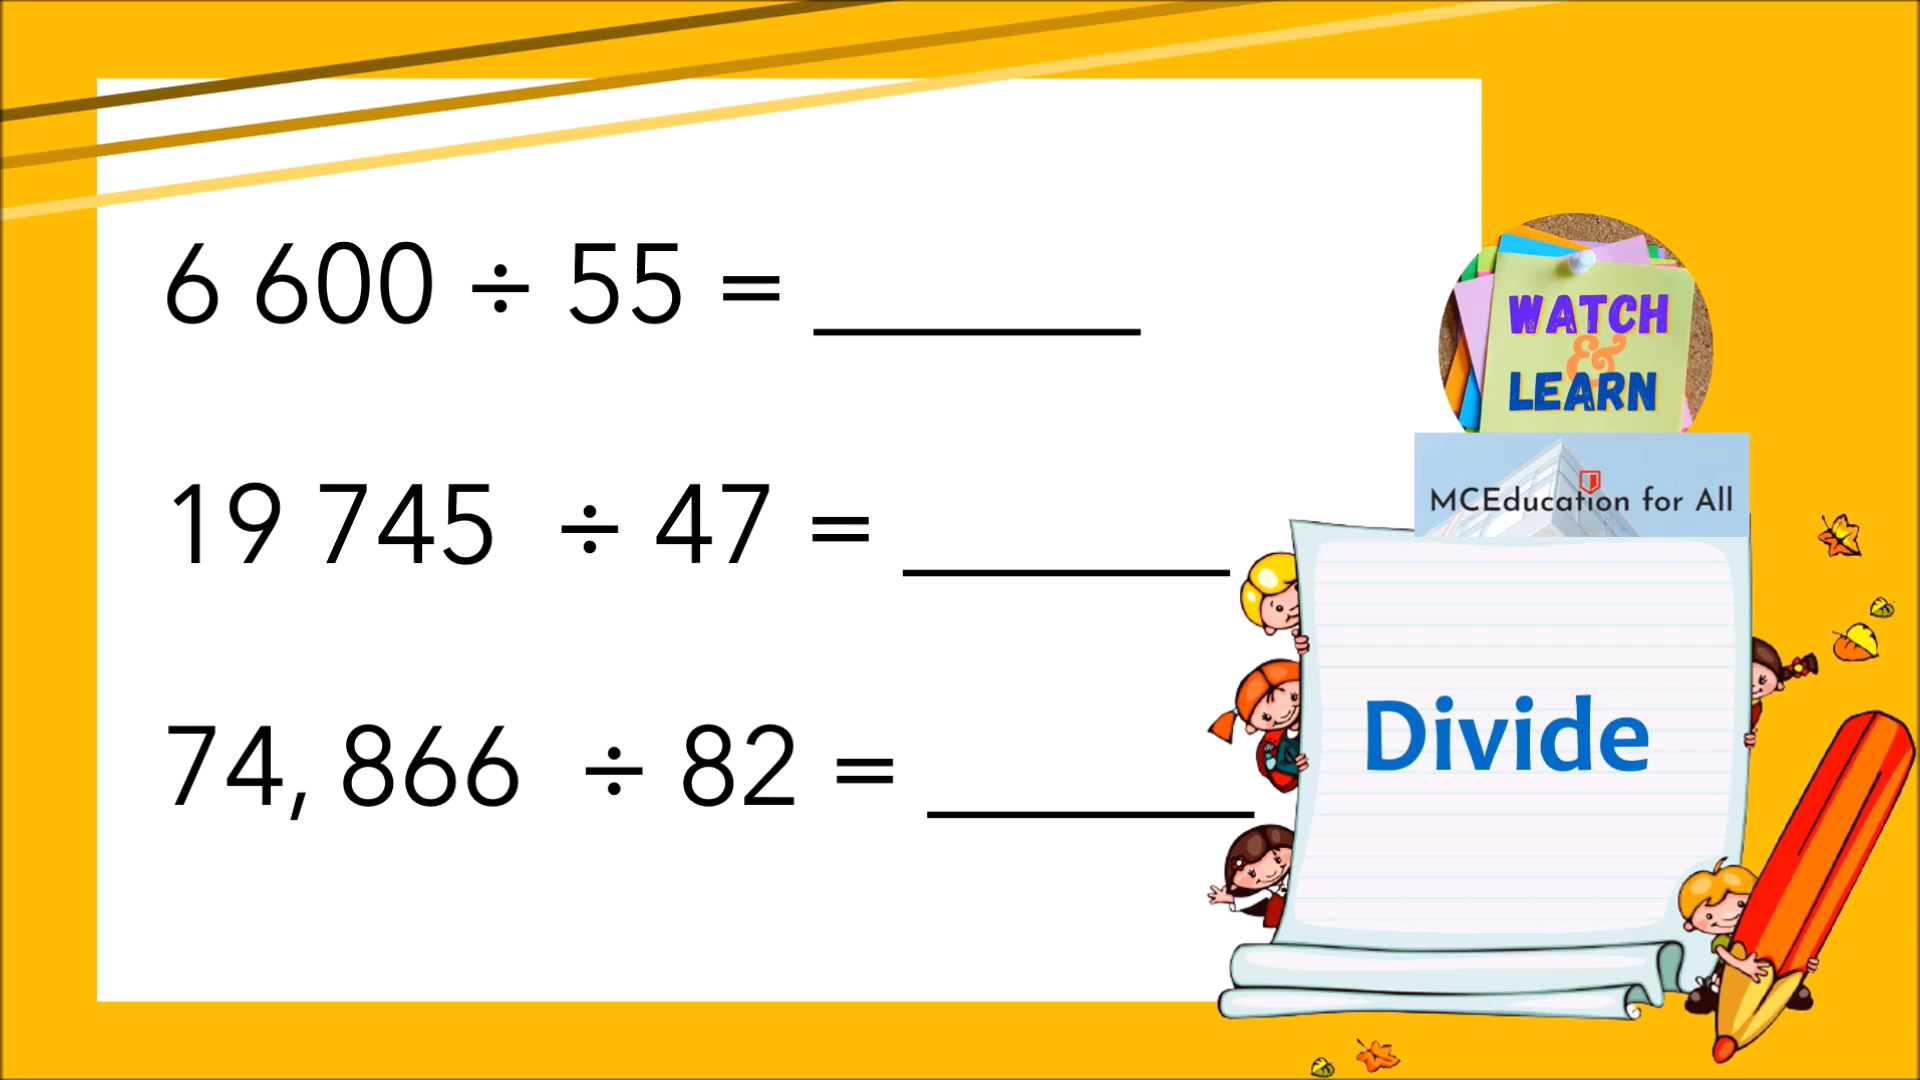 6 600 ÷ 55 = ______
19 745 ÷ 47 = ______
74, 866 ÷ 82 = ______
WATCH
&
LEARN
MCEducation for All
Divide